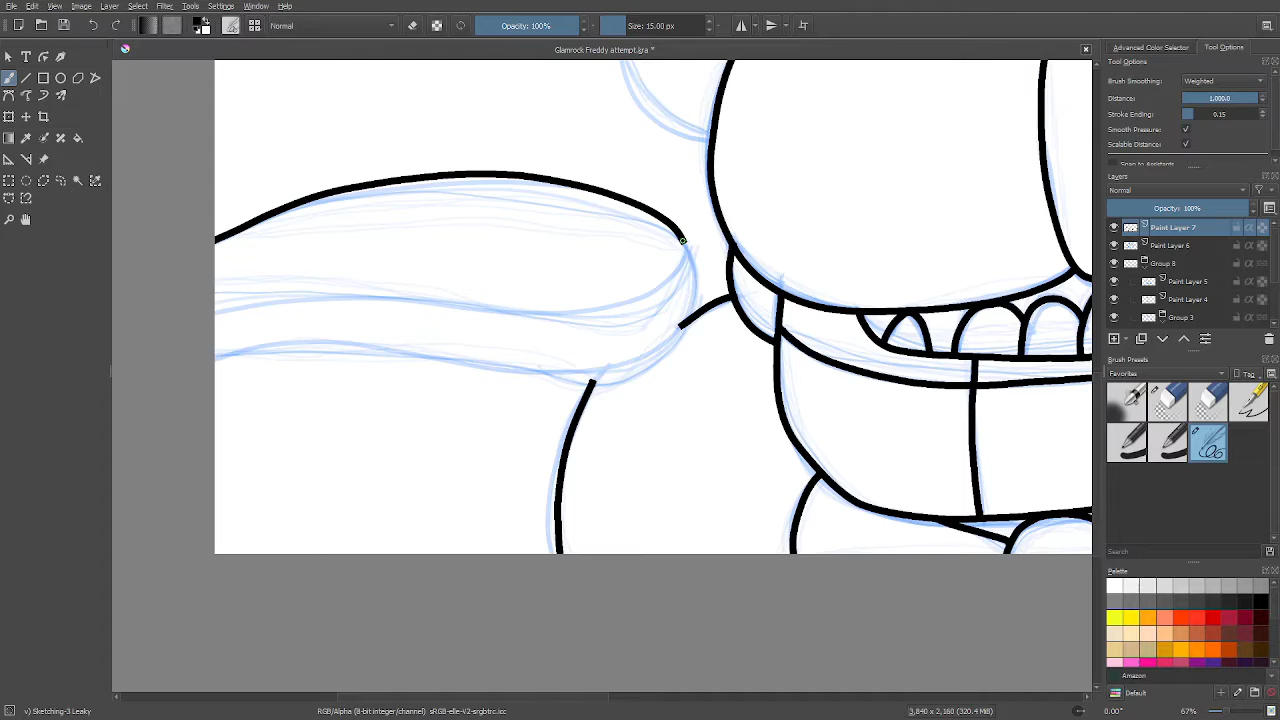 File Edit View Image Layer Select Filter Tools Settings Window Help
Normal
Opacity: 100%
Size: 15.00 px
Glamrock Freddy attempt.jpg *
Advanced Color Selector
Tool Options
Tool Options
Brush Smoothing: Weighted
Distance: 1,000.0
Stroke Ending: 0.15
Smooth Pressure:
Scalable Distance:
Snap to Assistants
Layers
Normal
Opacity: 100%
Paint Layer 7
Paint Layer 6
Group 8
Paint Layer 5
Paint Layer 4
Group 3
Brush Presets
Favorites
Tag
Search
Palette
Amazon
Default
v) Sketching-3 Leaky
RGB/Alpha (8-bit integer/channel) sRGB-elle-V2-srgbtrc.icc
3,840 x 2,160 (320.4 MiB)
0.00°
67%